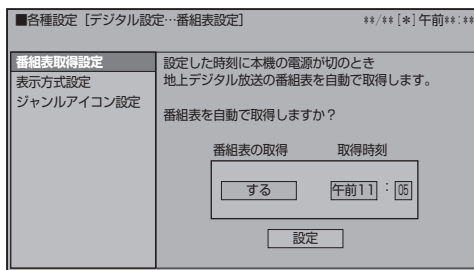 ■各種設定［デジタル設定…番組表設定］ **/**[*]午前**:**
番組表取得設定
表示方式設定
ジャンルアイコン設定
設定した時刻に本機の電源が切のとき
地上デジタル放送の番組表を自動で取得します。
番組表を自動で取得しますか？
番組表の取得 取得時刻
する 午前11：05
設定